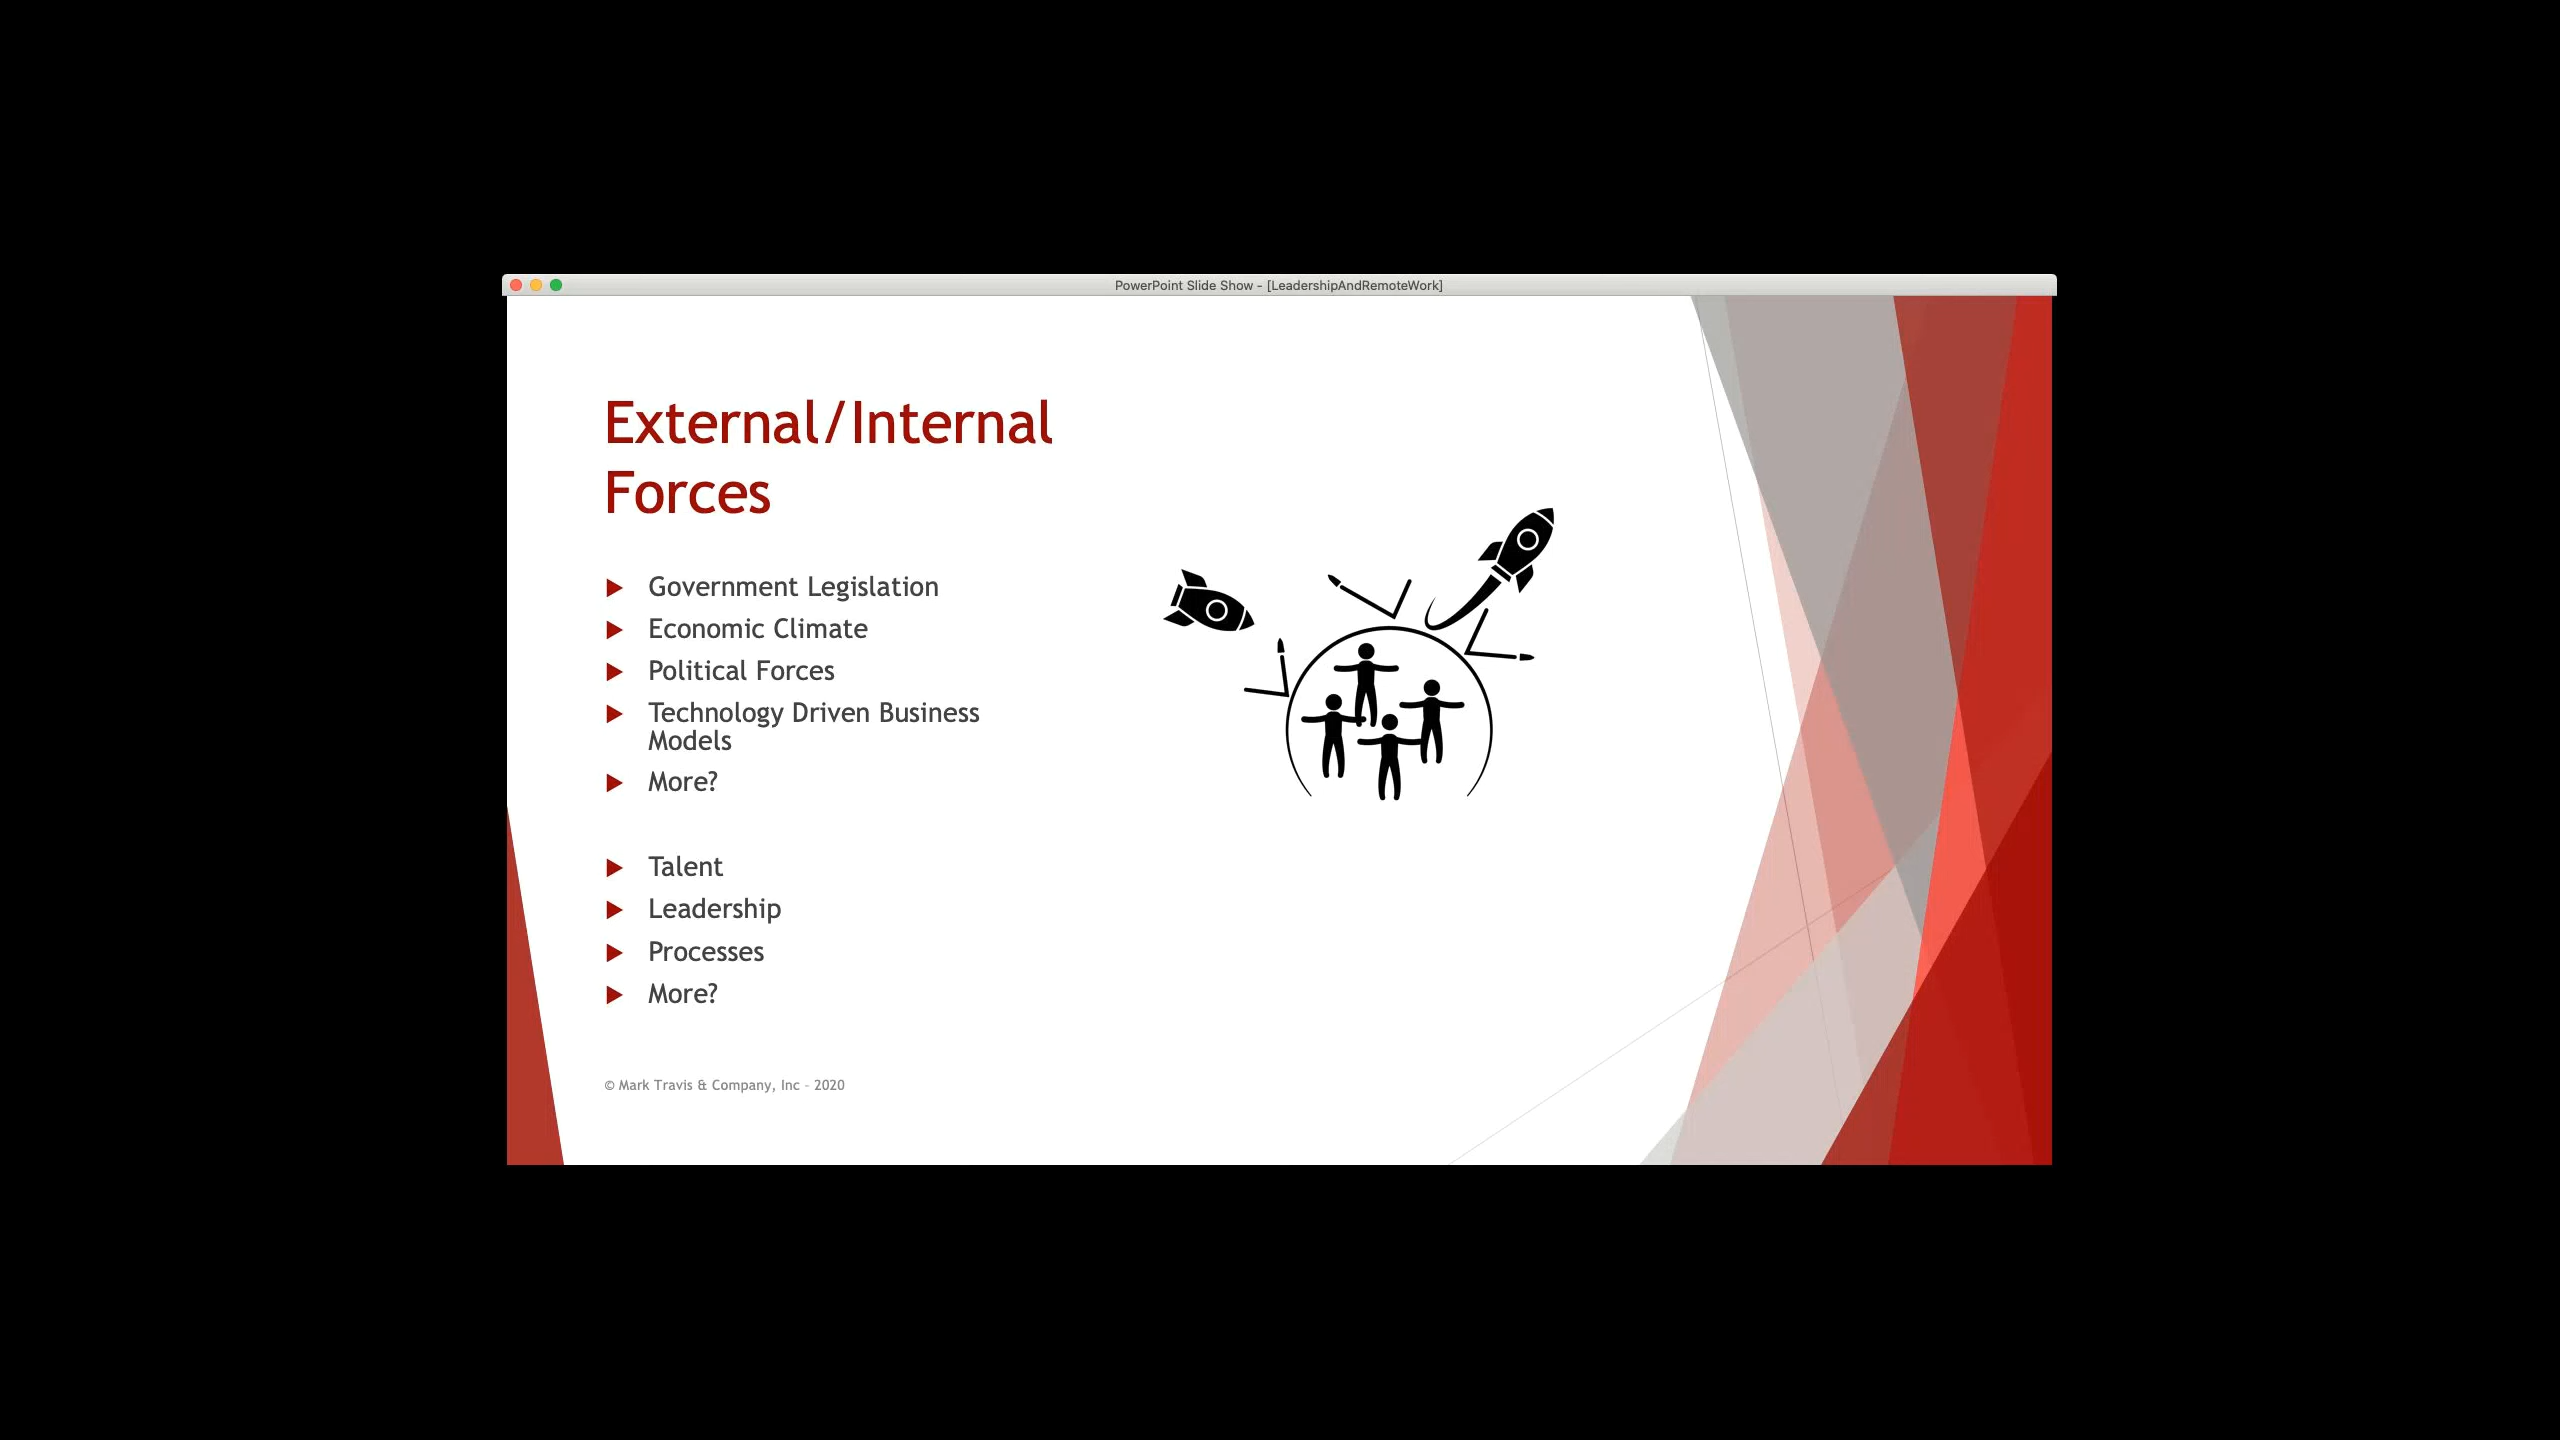 PowerPoint Slide Show - [LeadershipAndRemoteWork]
External/Internal
Forces
Government Legislation
Economic Climate
Political Forces
Technology Driven Business
Models
More?
Talent
Leadership
Processes
More?
© Mark Travis & Company, Inc - 2020